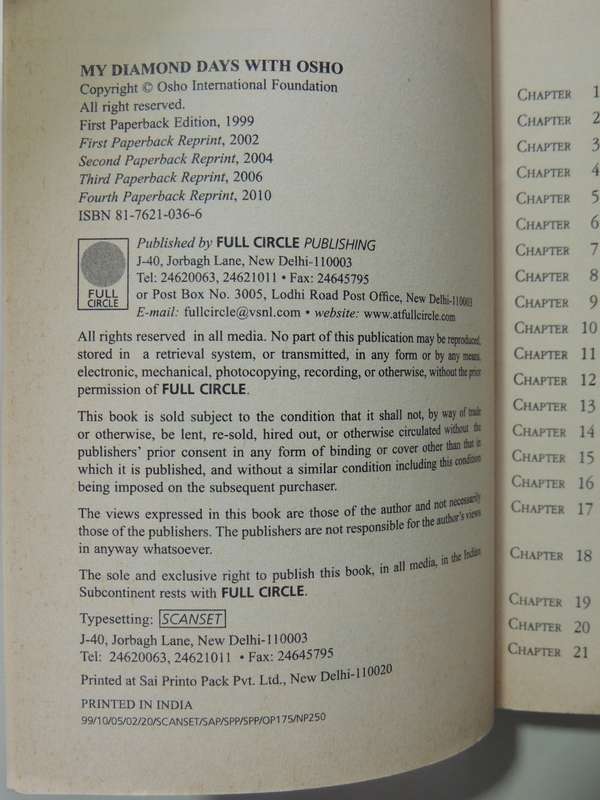 MY DIAMOND DAYS WITH OSHO
Copyright © Osho International Foundation
All right reserved.
First Paperback Edition, 1999
First Paperback Reprint, 2002
Second Paperback Reprint, 2004
Third Paperback Reprint, 2006
Fourth Paperback Reprint, 2010
ISBN 81-7621-036-6
FULL
CIRCLE
Published by FULL CIRCLE PUBLISHING
J-40, Jorbagh Lane, New Delhi-110003
Tel: 24620063, 24621011 • Fax: 24645795
or Post Box No. 3005, Lodhi Road Post Office, New Delhi-110003
E-mail: fullcircle@vsnl.com • website: www.atfullcircle.com
All rights reserved in all media. No part of this publication may be reproduced,
stored in a retrieval system, or transmitted, in any form or by any means,
electronic, mechanical, photocopying, recording, or otherwise, without the prior
permission of FULL CIRCLE.
This book is sold subject to the condition that it shall not, by way of trade
or otherwise, be lent, re-sold, hired out, or otherwise circulated without the
publishers' prior consent in any form of binding or cover other than that in
which it is published, and without a similar condition including this condition
being imposed on the subsequent purchaser.
The views expressed in this book are those of the author and not necessarily
those of the publishers. The publishers are not responsible for the author's views
in anyway whatsoever.
The sole and exclusive right to publish this book, in all media, in the Indian
Subcontinent rests with FULL CIRCLE.
Typesetting: SCANSET
J-40, Jorbagh Lane, New Delhi-110003
Tel: 24620063, 24621011 • Fax: 24645795
Printed at Sai Printo Pack Pvt. Ltd., New Delhi-110020
PRINTED IN INDIA
99/10/05/02/20/SCANSET/SAP/SPP/SPP/OP175/NP250
CHAPTER 1
CHAPTER 2
CHAPTER 3
CHAPTER 4
CHAPTER 5
CHAPTER 6
CHAPTER 7
CHAPTER 8
CHAPTER 9
CHAPTER 10
CHAPTER 11
CHAPTER 12
CHAPTER 13
CHAPTER 14
CHAPTER 15
CHAPTER 16
CHAPTER 17
CHAPTER 18
CHAPTER 19
CHAPTER 20
CHAPTER 21